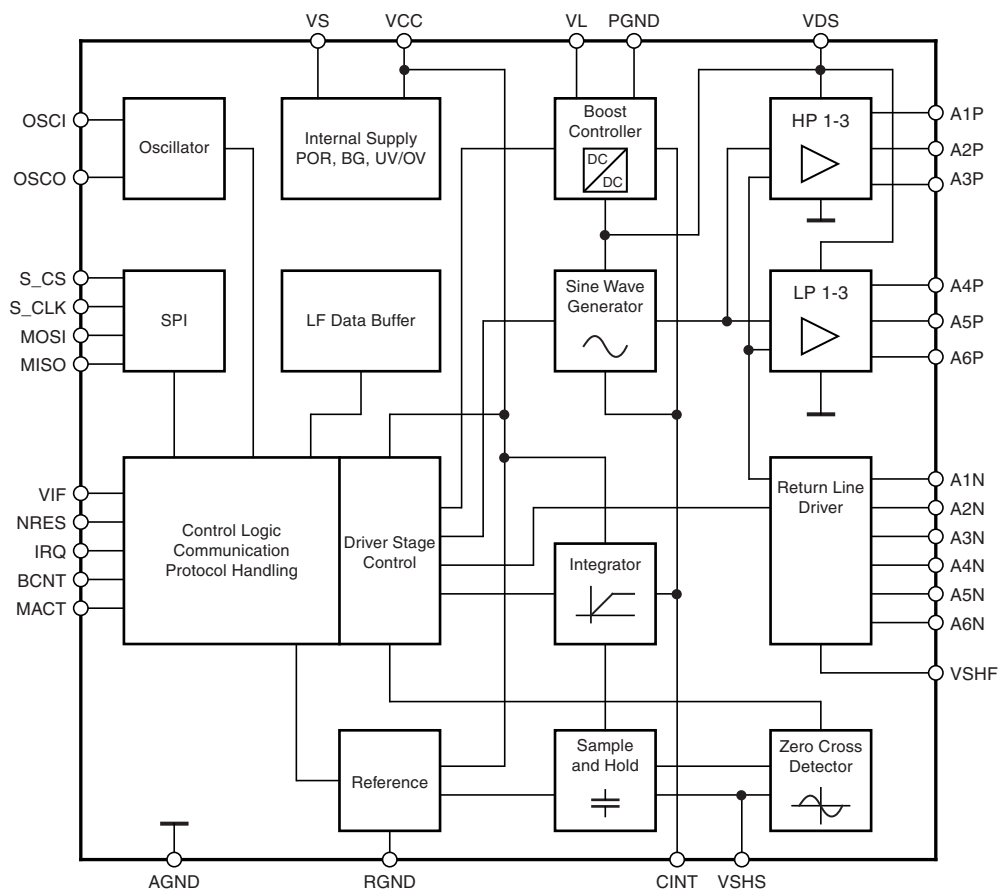 VS
VCC
VL
PGND
VDS
OSCI
OSCO
Oscillator
Internal Supply
POR, BG, UV/OV
Boost
Controller
DC
DC
HP 1-3
A1P
A2P
A3P
S_CS
S_CLK
MOSI
MISO
SPI
LF Data Buffer
Sine Wave
Generator
LP 1-3
A4P
A5P
A6P
VIF
NRES
IRQ
BCNT
MACT
Control Logic
Communication
Protocol Handling
Driver Stage
Control
Integrator
Return Line
Driver
A1N
A2N
A3N
A4N
A5N
A6N
VSHF
Reference
Sample
and Hold
Zero Cross
Detector
AGND
RGND
CINT
VSHS